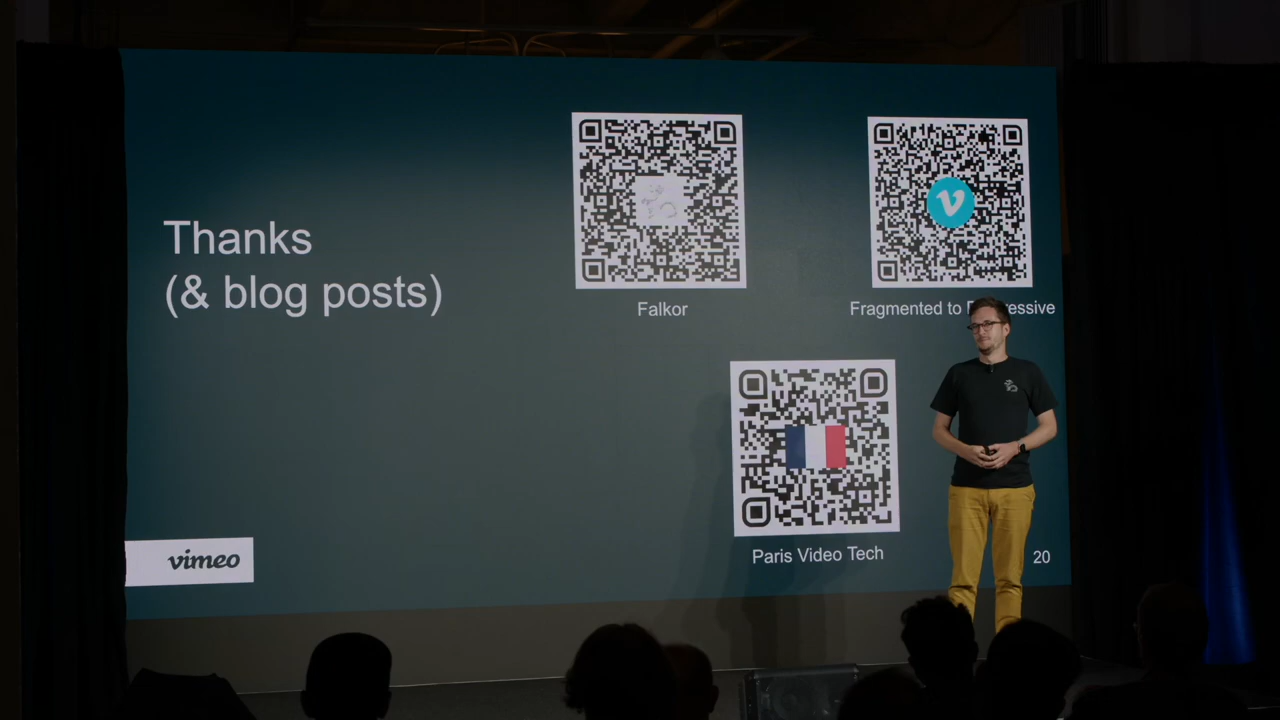 Thanks
(& blog posts)
Falkor
Fragmented to
Paris Video Tech
vimeo
20